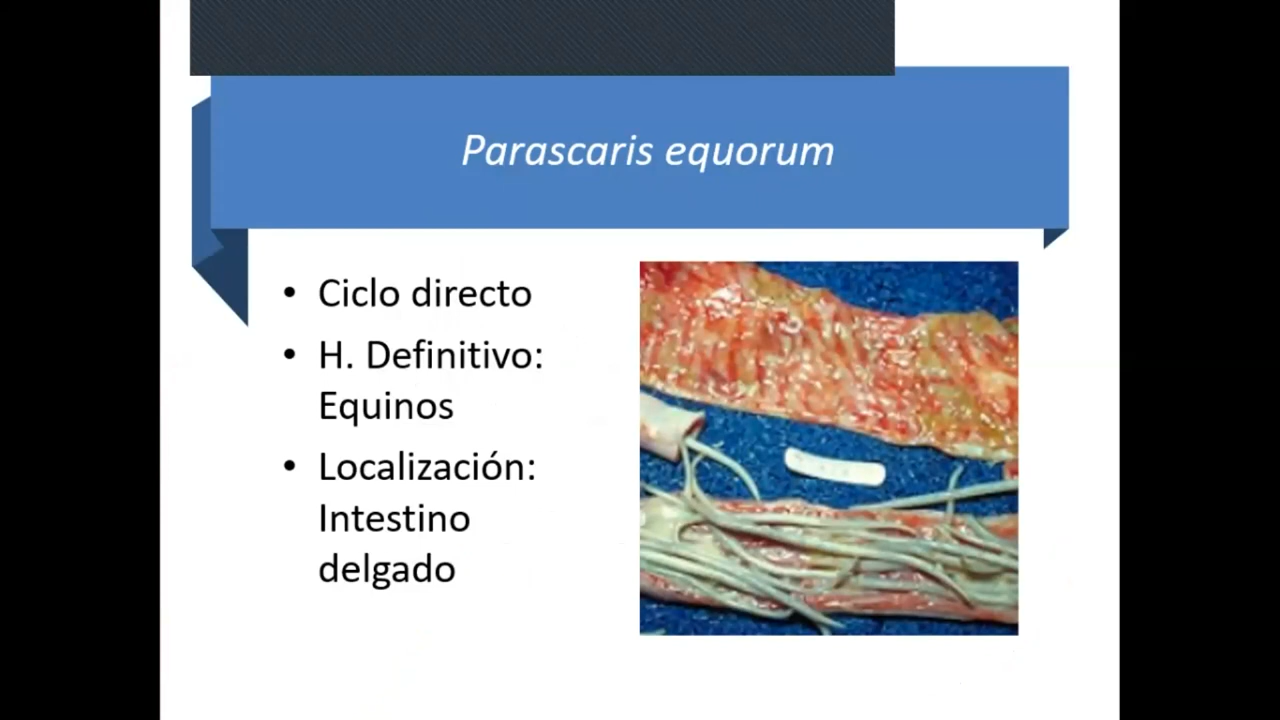 Parascaris equorum
• Ciclo directo
• H. Definitivo:
Equinos
• Localización:
Intestino
delgado